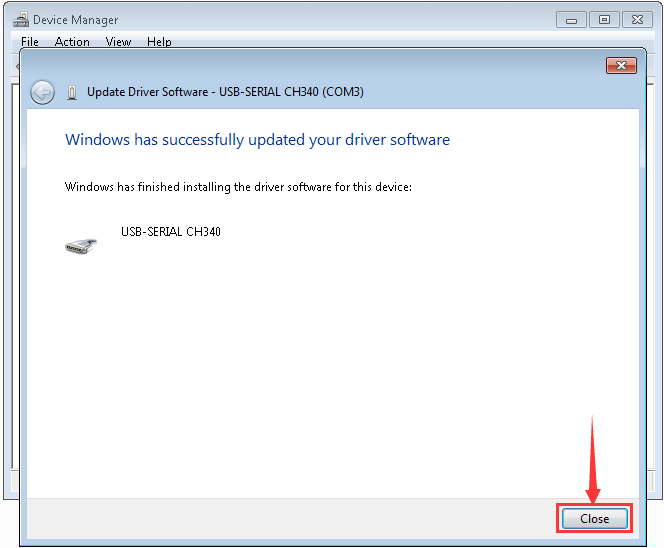 Device Manager
File Action View Help
Update Driver Software - USB-SERIAL CH340 (COM3)
Windows has successfully updated your driver software
Windows has finished installing the driver software for this device:
USB-SERIAL CH340
Close